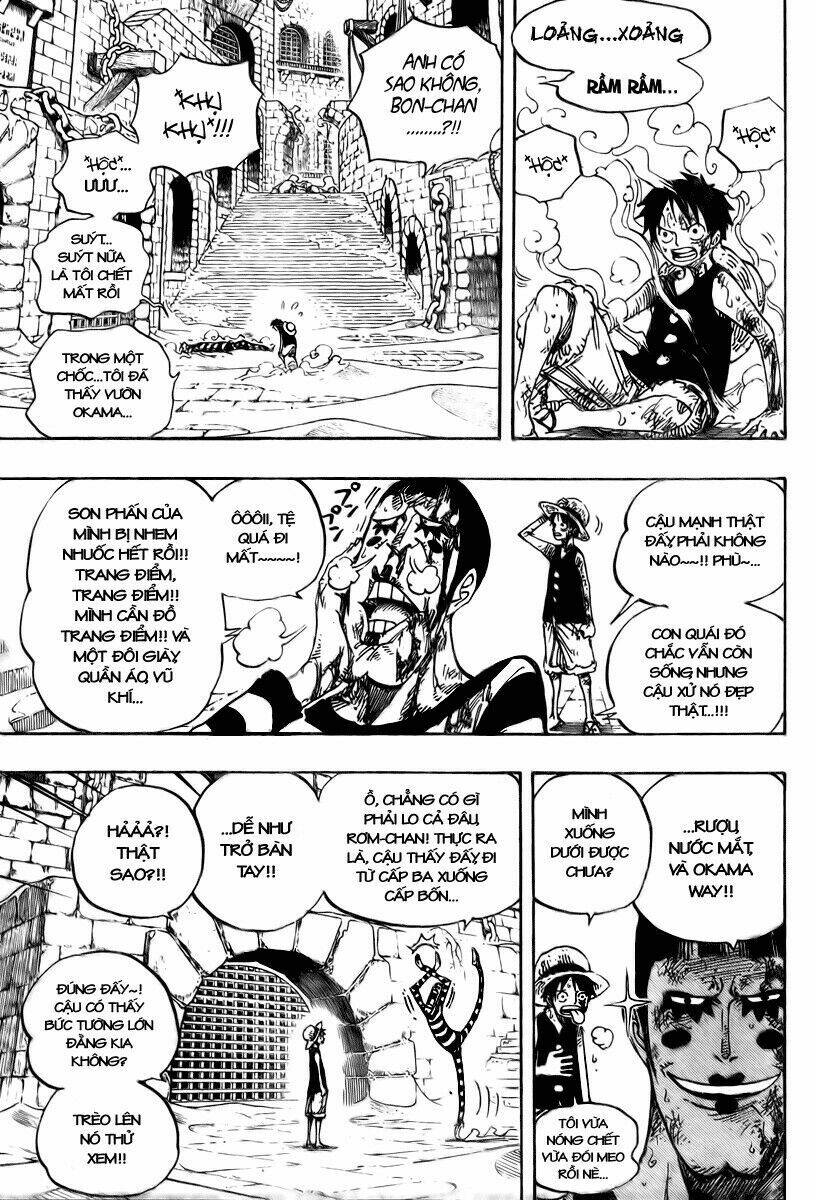 LOẢNG...XOẢNG
RẦM RẦM...
*HỘC*
*HỘC*
ANH CÓ
SAO KHÔNG,
BON-CHAN
........?!!
*KHỤ
KHỤ*!!!
*HỘC*
ƯƯƯ...
SUÝT...
SUÝT NỮA
LÀ TÔI CHẾT
MẤT RỒI
TRONG MỘT
CHỐC...TÔI ĐÃ
THẤY VƯỜN
OKAMA...
CẬU MẠNH THẬT
ĐẤY, PHẢI KHÔNG
NÀO~~!! PHÙ~...
CON QUÁI ĐÓ
CHẮC VẪN CÒN
SỐNG, NHƯNG
CẬU XỬ NÓ ĐẸP
THẬT...!!!
ÔÔÔII, TỆ
QUÁ ĐI
MẤT~~~~!
SON PHẤN CỦA
MÌNH BỊ NHEM
NHUỐC HẾT RỒI!!
TRANG ĐIỂM,
TRANG ĐIỂM!!
MÌNH CẦN ĐỒ
TRANG ĐIỂM!! VÀ
MỘT ĐÔI GIÀY,
QUẦN ÁO, VŨ
KHÍ...
...RƯỢU,
NƯỚC MẮT,
VÀ OKAMA
WAY!!
MÌNH
XUỐNG
DƯỚI ĐƯỢC
CHƯA?
TÔI VỪA
NÓNG CHẾT
VỪA ĐÓI MEO
RỒI NÈ...
Ồ, CHẲNG CÓ GÌ
PHẢI LO CẢ ĐÂU,
RƠM-CHAN! THỰC RA
LÀ, CẬU THẤY ĐẤY, ĐI
TỪ CẤP BA XUỐNG
CẤP BỐN...
...DỄ NHƯ
TRỞ BÀN
TAY!!
HẢẢẢ?!
THẬT
SAO?!!
ĐÚNG ĐẤY~!
CẬU CÓ THẤY
BỨC TƯỜNG LỚN
ĐẰNG KIA
KHÔNG?
TRÈO LÊN
NÓ THỬ
XEM!!